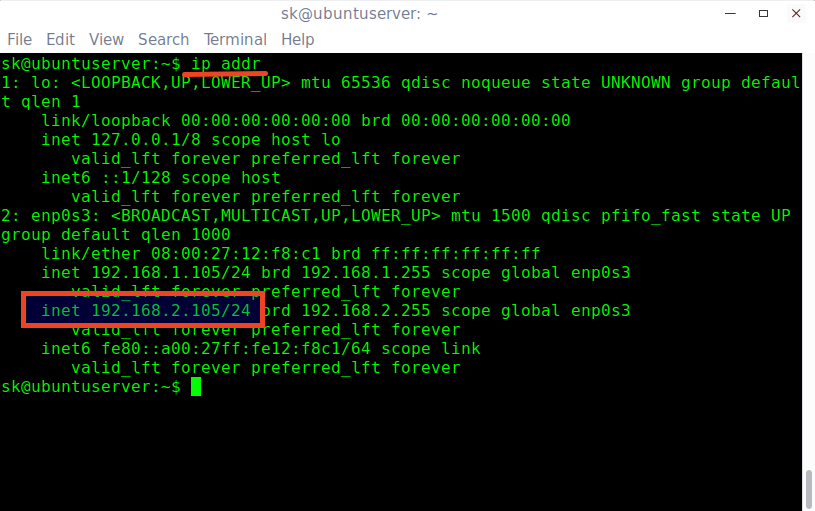 sk@ubuntuserver: ~
File Edit View Search Terminal Help
sk@ubuntuserver:~$ ip addr
1: lo: <LOOPBACK,UP,LOWER_UP> mtu 65536 qdisc noqueue state UNKNOWN group defaul
t qlen 1
    link/loopback 00:00:00:00:00:00 brd 00:00:00:00:00:00
    inet 127.0.0.1/8 scope host lo
       valid_lft forever preferred_lft forever
    inet6 ::1/128 scope host
       valid_lft forever preferred_lft forever
2: enp0s3: <BROADCAST,MULTICAST,UP,LOWER_UP> mtu 1500 qdisc pfifo_fast state UP
group default qlen 1000
    link/ether 08:00:27:12:f8:c1 brd ff:ff:ff:ff:ff:ff
    inet 192.168.1.105/24 brd 192.168.1.255 scope global enp0s3
       valid_lft forever preferred_lft forever
    inet 192.168.2.105/24 brd 192.168.2.255 scope global enp0s3
       valid_lft forever preferred_lft forever
    inet6 fe80::a00:27ff:fe12:f8c1/64 scope link
       valid_lft forever preferred_lft forever
sk@ubuntuserver:~$